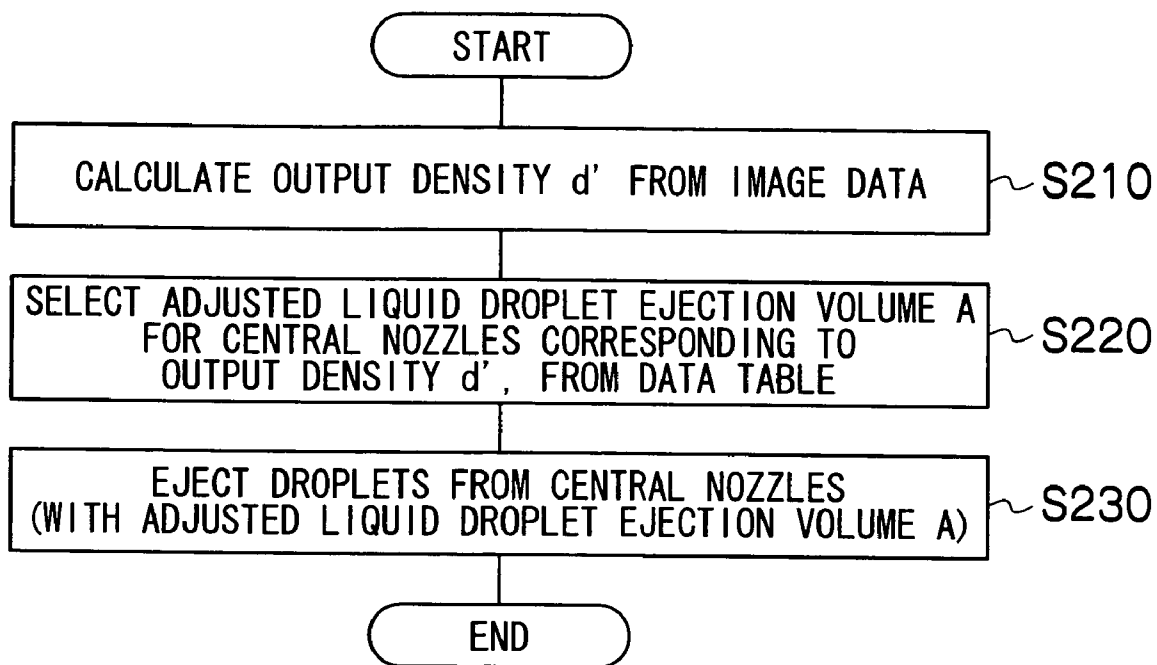 START
CALCULATE OUTPUT DENSITY d' FROM IMAGE DATA
S210
SELECT ADJUSTED LIQUID DROPLET EJECTION VOLUME A
FOR CENTRAL NOZZLES CORRESPONDING TO
OUTPUT DENSITY d', FROM DATA TABLE
S220
EJECT DROPLETS FROM CENTRAL NOZZLES
(WITH ADJUSTED LIQUID DROPLET EJECTION VOLUME A)
S230
END